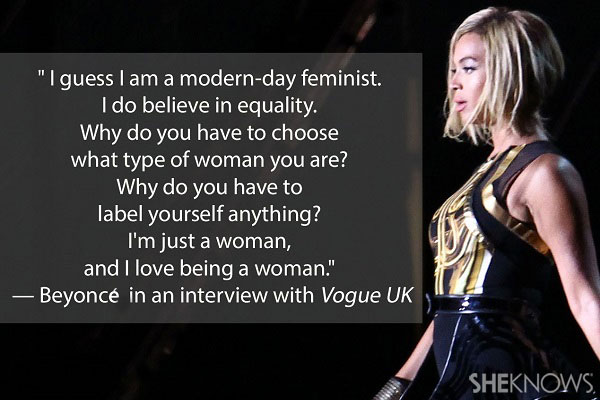 " I guess I am a modern-day feminist.
I do believe in equality.
Why do you have to choose
what type of woman you are?
Why do you have to
label yourself anything?
I'm just a woman,
and I love being a woman."
— Beyoncé in an interview with Vogue UK
SHEKNOWS